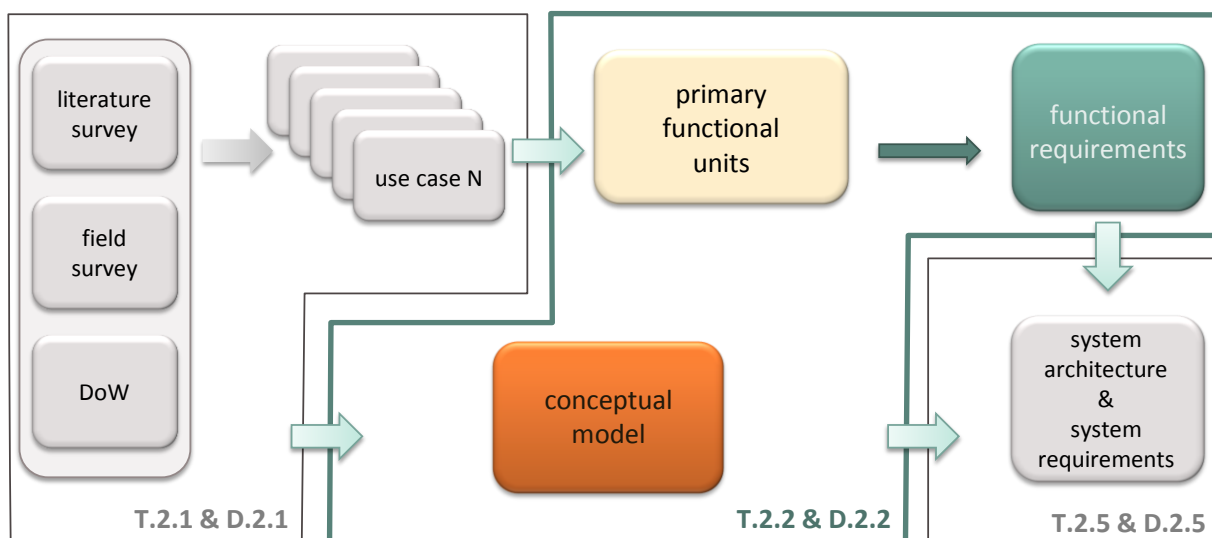 literature
survey
field
survey
DoW
use case N
T.2.1 & D.2.1
primary
functional
units
functional
requirements
conceptual
model
T.2.2 & D.2.2
system
architecture
&
system
requirements
T.2.5 & D.2.5